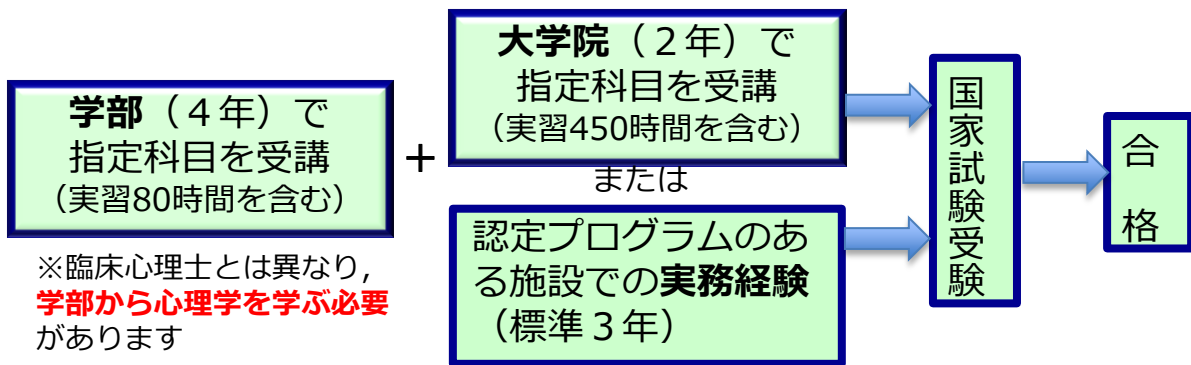 学部（４年）で
指定科目を受講
（実習80時間を含む）
※臨床心理士とは異なり，
学部から心理学を学ぶ必要
があります
＋
大学院（２年）で
指定科目を受講
（実習450時間を含む）
または
認定プログラムのあ
る施設での実務経験
（標準３年）
国家試験受験
合格